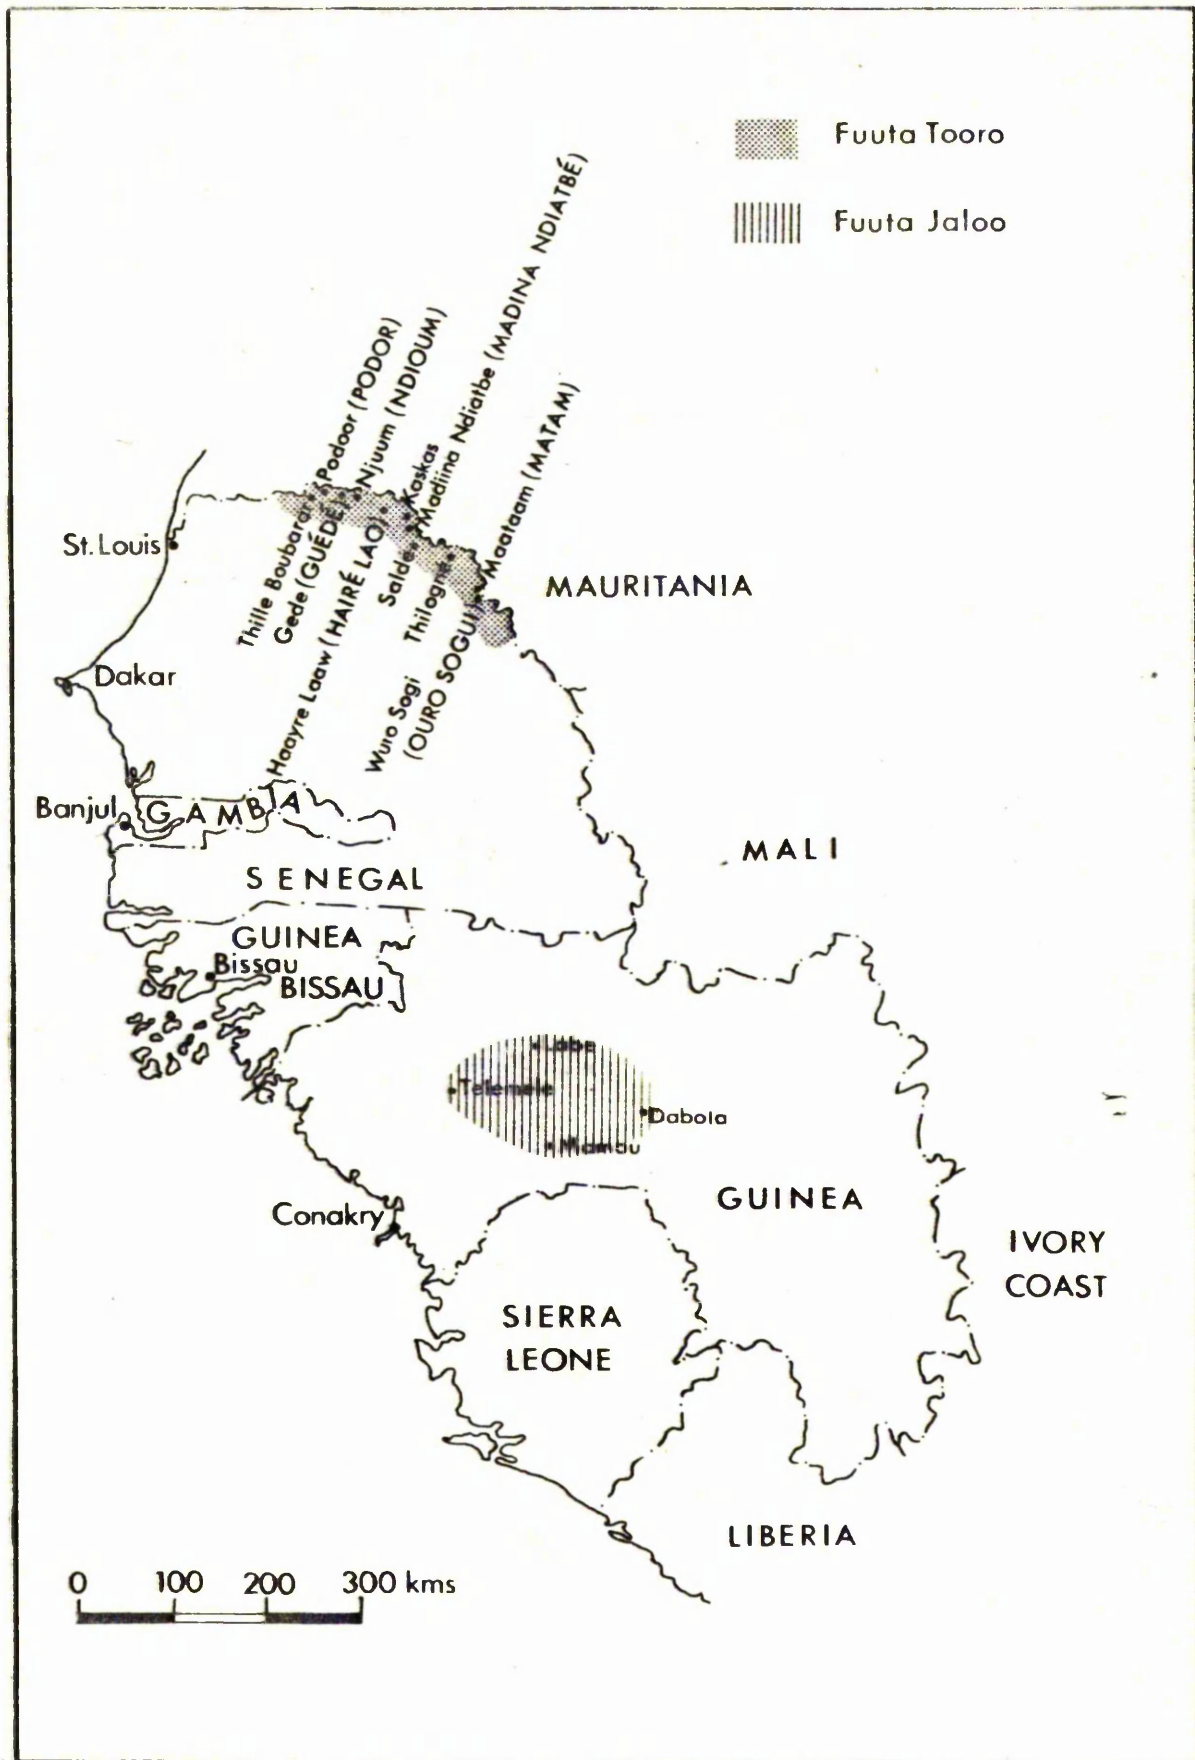 Fuuta Tooro
Fuuta Jaloo
Podoor (PODOR)
Njuum (NDIOUM)
Kaskas
Madiina Ndiatbe (MADINA NDIATBÉ)
Maataam (MATAM)
St. Louis
Thille Boubarar
Gede (GUÉDÉ)
Haayre Laaw (HAIRÉ LAO)
Salde
Thilogne
Wuro Sogi
(OURO SOGUI)
MAURITANIA
Dakar
Banjul
GAMBIA
MALI
SENEGAL
GUINEA
Bissau
BISSAU
Labe
Telemele
Dabola
Mamou
GUINEA
Conakry
IVORY
COAST
SIERRA
LEONE
LIBERIA
0 100 200 300 kms